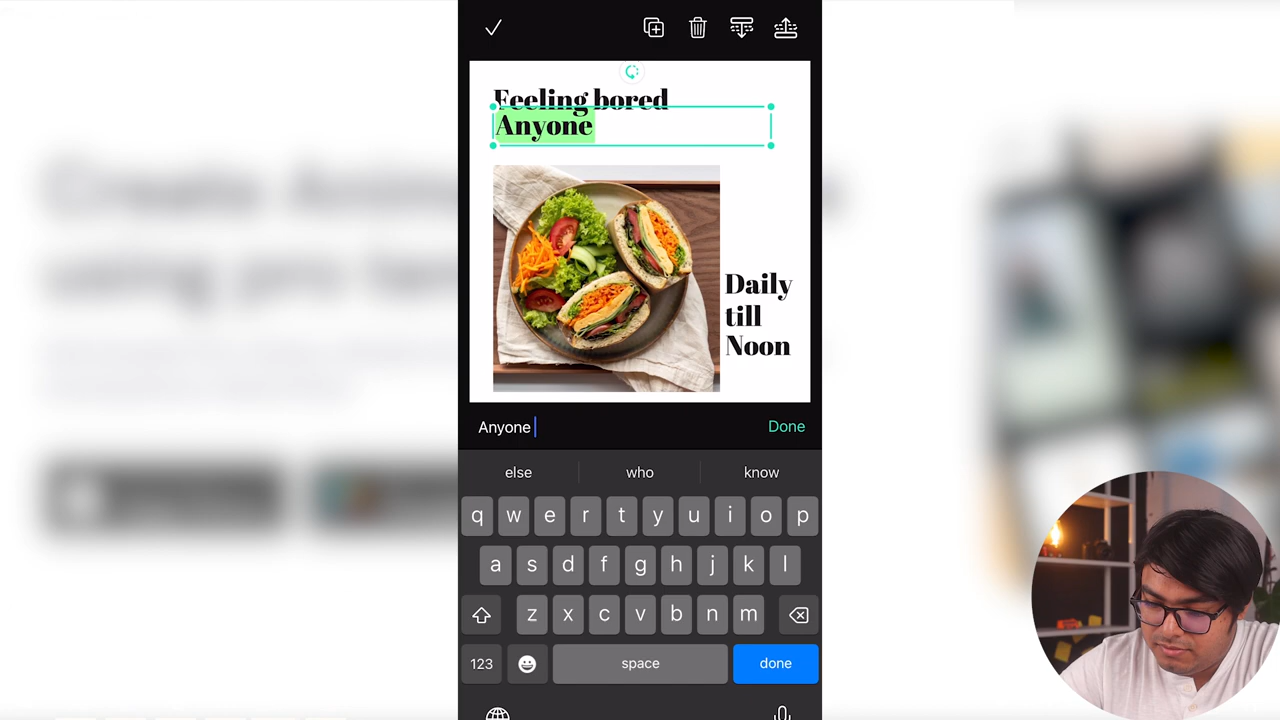 Feeling bored
Anyone
Daily
till
Noon
Anyone
Done
else who know
q w e r t y u i o p
a s d f g h j k l
z x c v b n m
123 space done